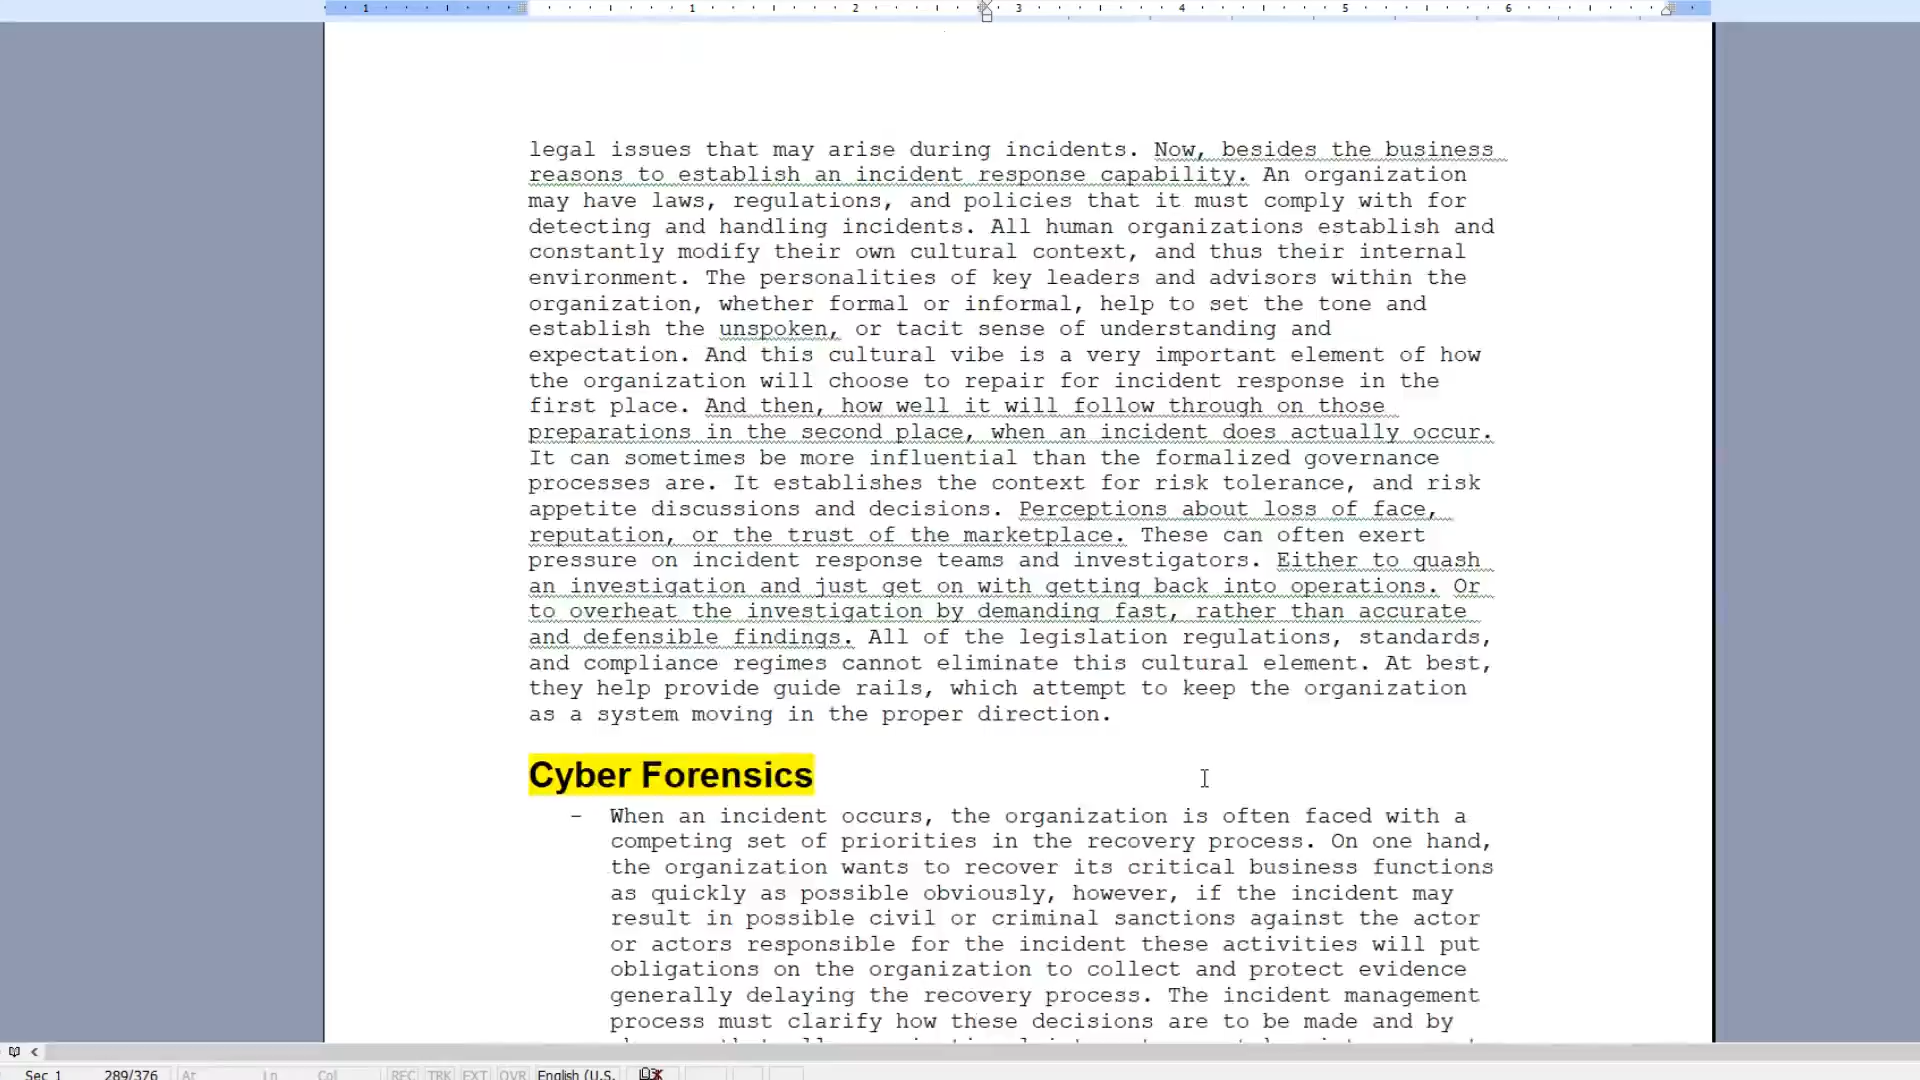 1 1 2 3 4 5 6
legal issues that may arise during incidents. Now, besides the business
reasons to establish an incident response capability. An organization
may have laws, regulations, and policies that it must comply with for
detecting and handling incidents. All human organizations establish and
constantly modify their own cultural context, and thus their internal
environment. The personalities of key leaders and advisors within the
organization, whether formal or informal, help to set the tone and
establish the unspoken, or tacit sense of understanding and
expectation. And this cultural vibe is a very important element of how
the organization will choose to repair for incident response in the
first place. And then, how well it will follow through on those
preparations in the second place, when an incident does actually occur.
It can sometimes be more influential than the formalized governance
processes are. It establishes the context for risk tolerance, and risk
appetite discussions and decisions. Perceptions about loss of face,
reputation, or the trust of the marketplace. These can often exert
pressure on incident response teams and investigators. Either to quash
an investigation and just get on with getting back into operations. Or
to overheat the investigation by demanding fast, rather than accurate
and defensible findings. All of the legislation regulations, standards,
and compliance regimes cannot eliminate this cultural element. At best,
they help provide guide rails, which attempt to keep the organization
as a system moving in the proper direction.
Cyber Forensics
- When an incident occurs, the organization is often faced with a
competing set of priorities in the recovery process. On one hand,
the organization wants to recover its critical business functions
as quickly as possible obviously, however, if the incident may
result in possible civil or criminal sanctions against the actor
or actors responsible for the incident these activities will put
obligations on the organization to collect and protect evidence
generally delaying the recovery process. The incident management
process must clarify how these decisions are to be made and by
Sec 1 289/376 At Ln Col REC TRK EXT OVR English (U.S.